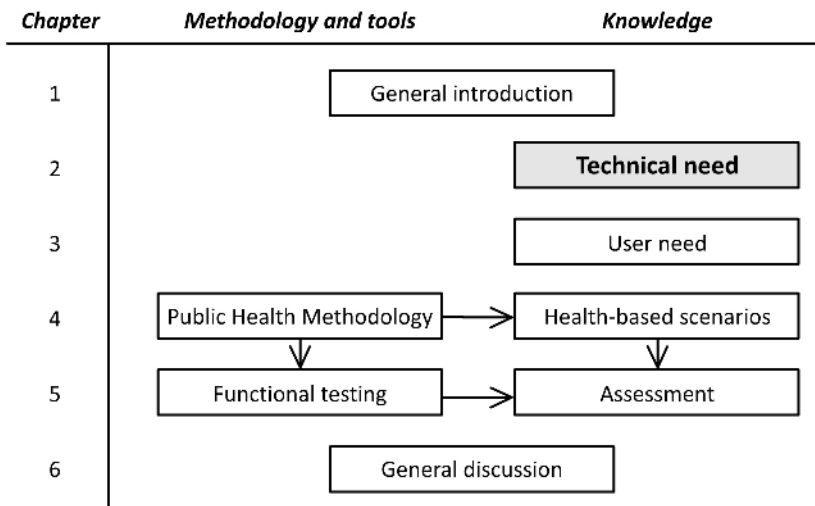 Chapter Methodology and tools Knowledge
1 General introduction
2 Technical need
3 User need
4 Public Health Methodology Health-based scenarios
5 Functional testing Assessment
6 General discussion